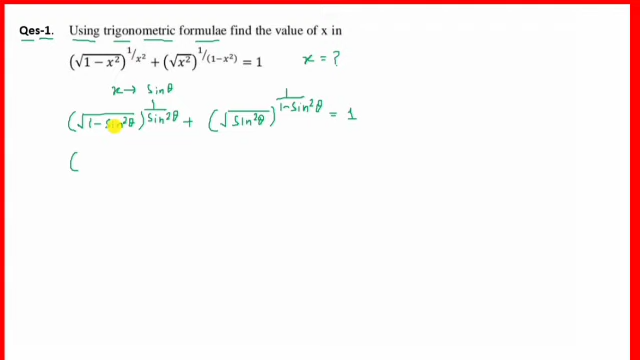 Qes-1. Using trigonometric formulae find the value of x in
(√1 − x²)^1/x² + (√x²)^1/(1−x²) = 1 x = ?
x → sinθ
(√1 − sin²θ)^1/sin²θ + (√sin²θ)^1/1−sin²θ = 1
(